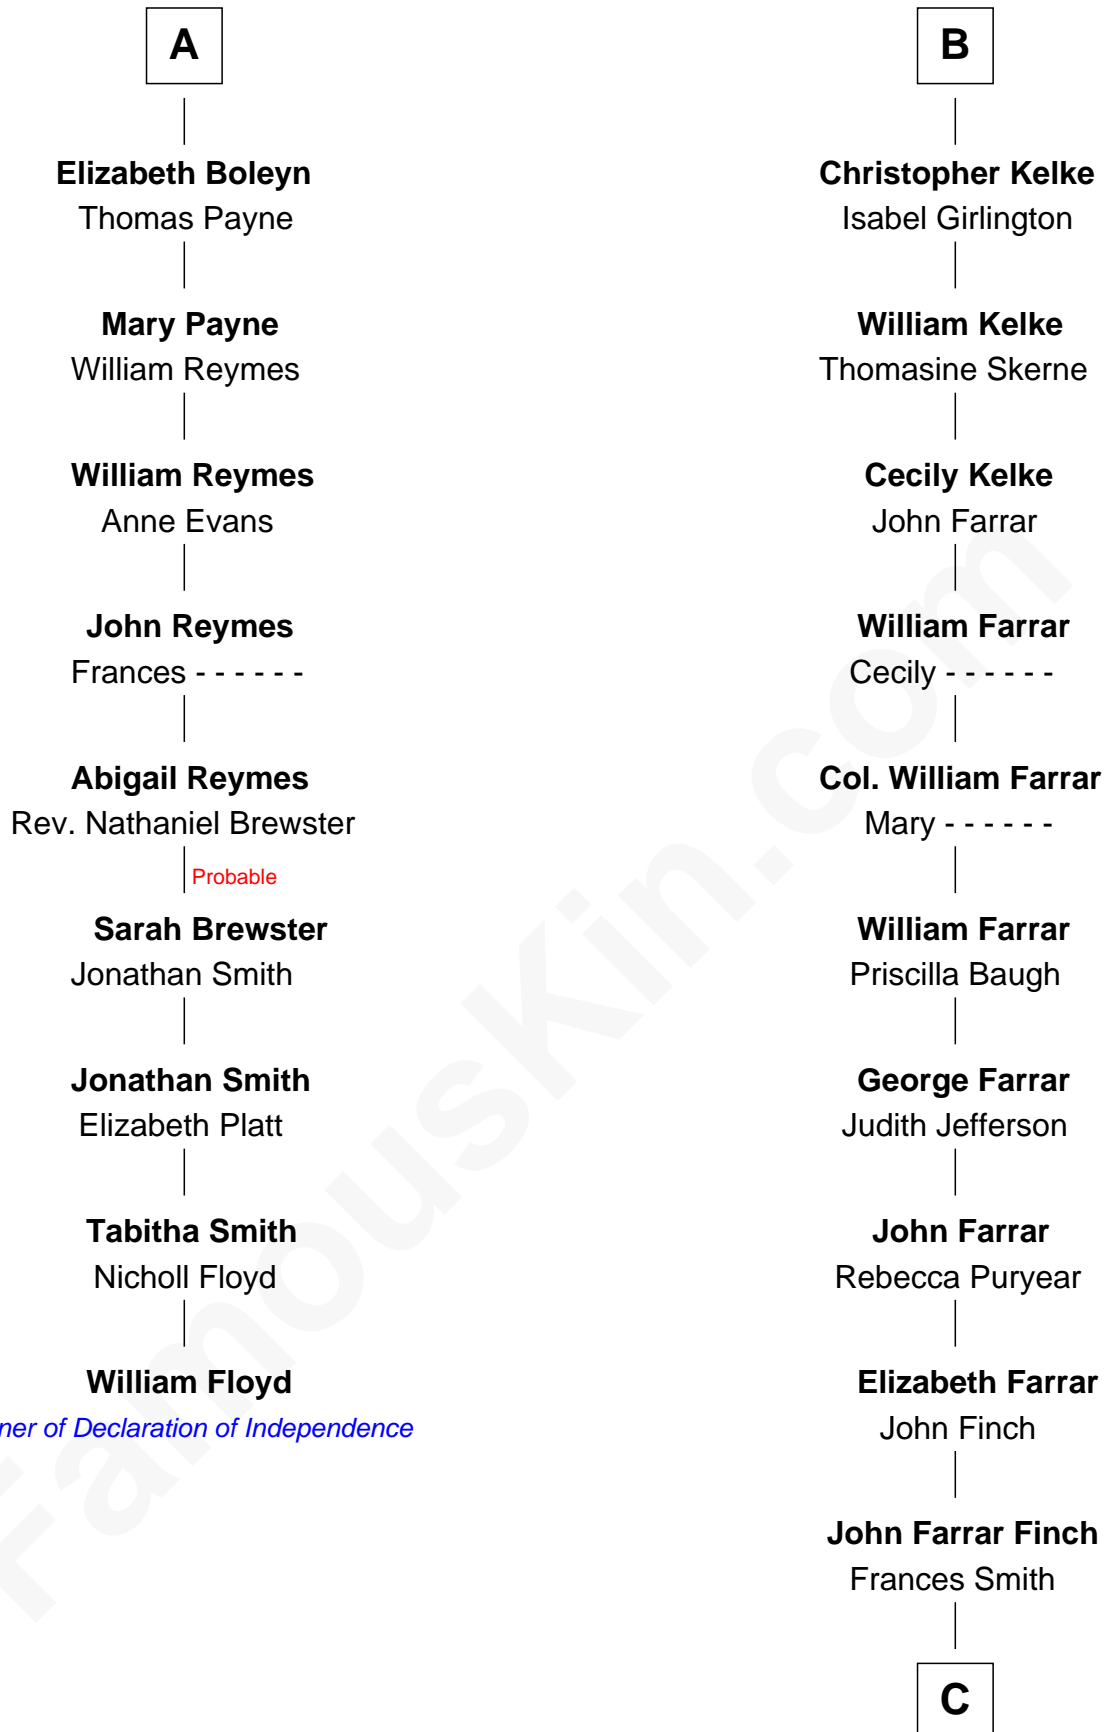 A
Elizabeth Boleyn
Thomas Payne
Mary Payne
William Reymes
William Reymes
Anne Evans
John Reymes
Frances - - - - - -
Abigail Reymes
Rev. Nathaniel Brewster
Probable
Sarah Brewster
Jonathan Smith
Jonathan Smith
Elizabeth Platt
Tabitha Smith
Nicholl Floyd
William Floyd
ner of Declaration of Independence
B
Christopher Kelke
Isabel Girlington
William Kelke
Thomasine Skerne
Cecily Kelke
John Farrar
William Farrar
Cecily - - - - - -
Col. William Farrar
Mary - - - - - -
William Farrar
Priscilla Baugh
George Farrar
Judith Jefferson
John Farrar
Rebecca Puryear
Elizabeth Farrar
John Finch
John Farrar Finch
Frances Smith
C
FamousKin.com